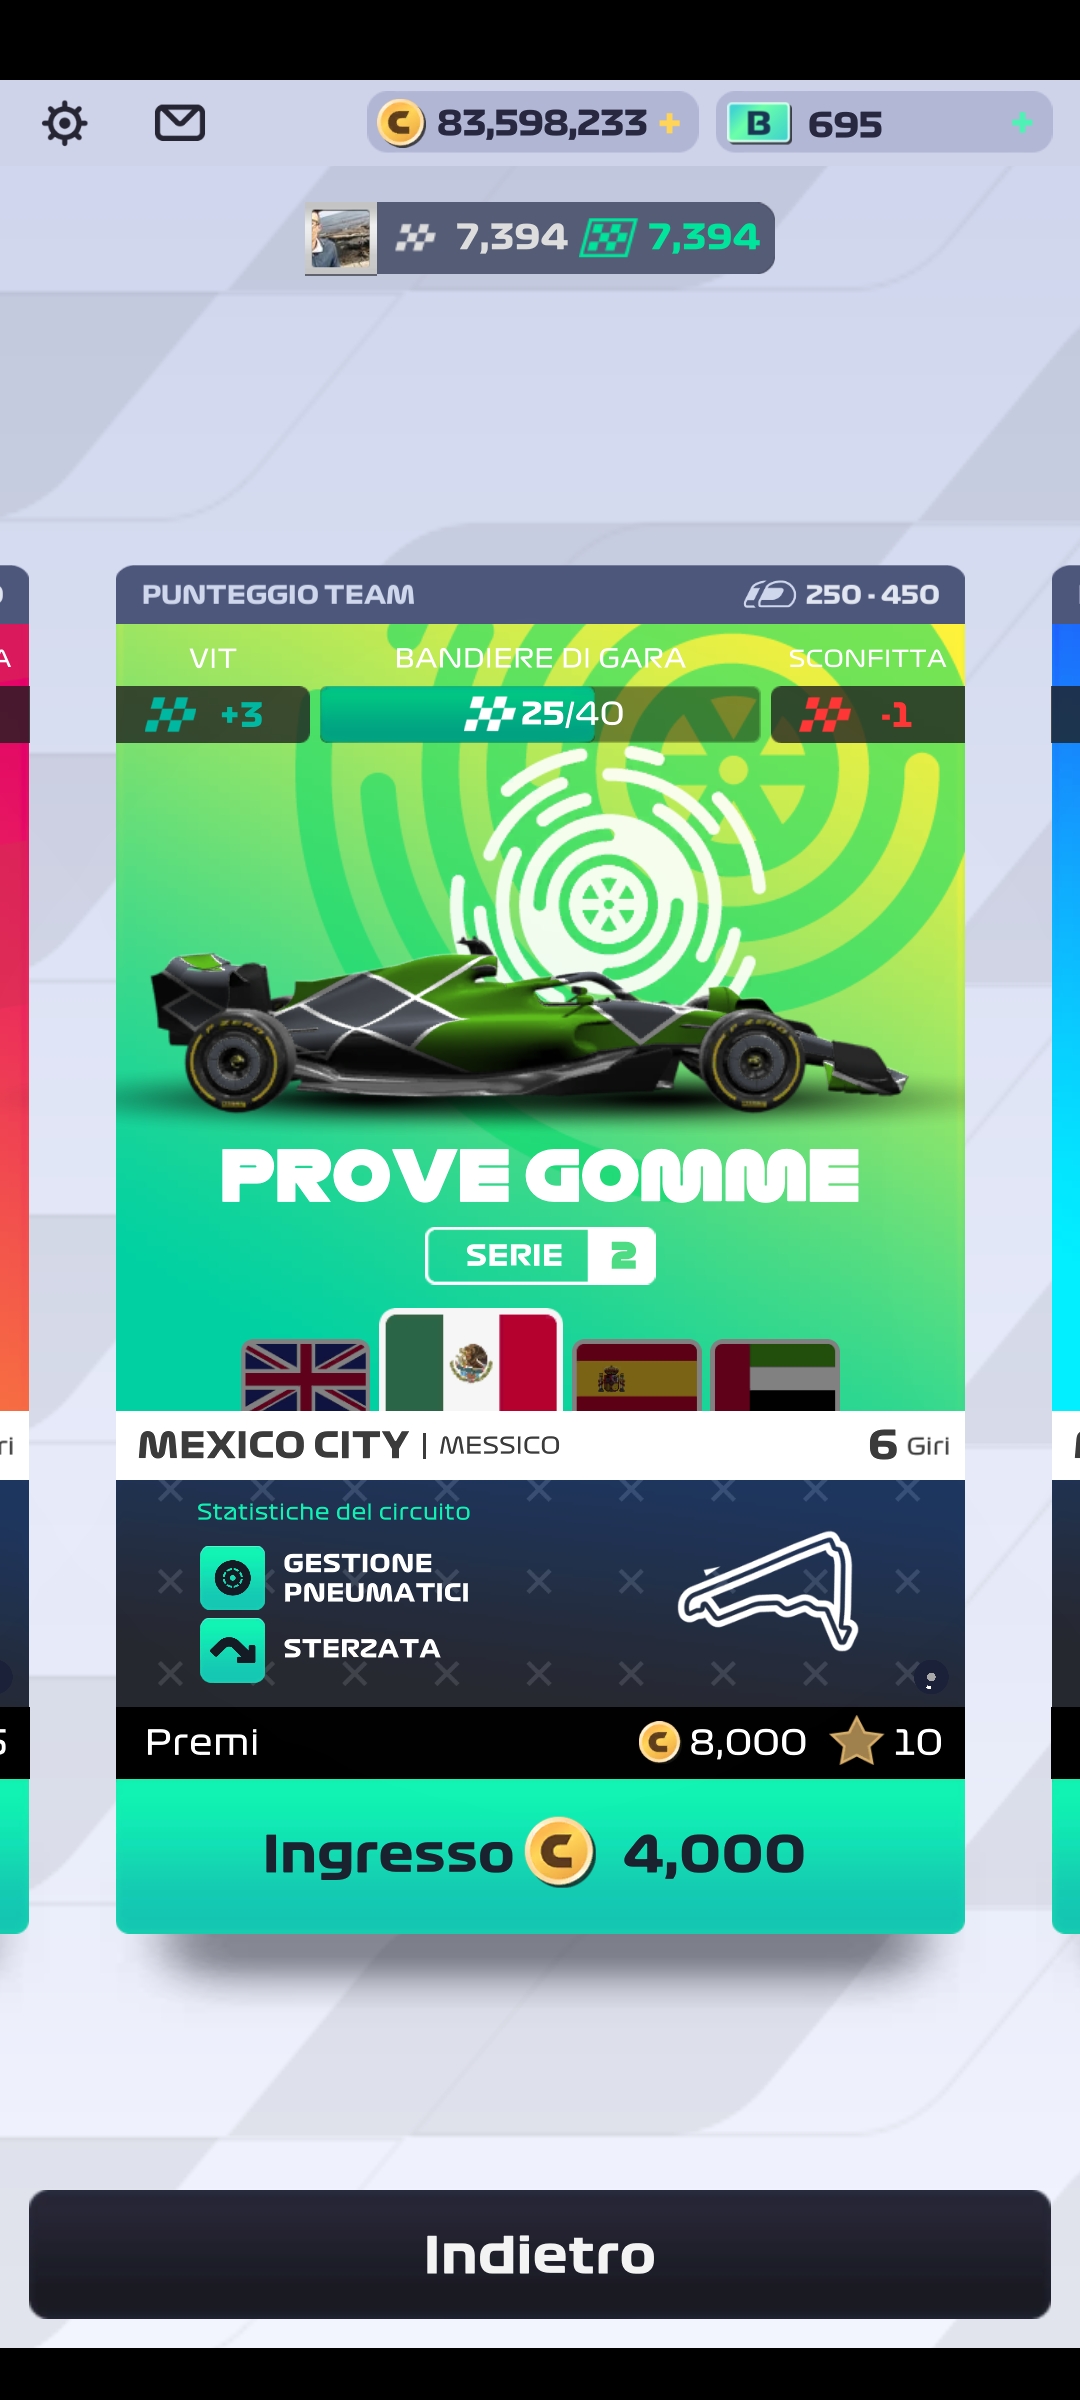 83,598,233
B 695
7,394 7,394
PUNTEGGIO TEAM 250 - 450
VIT BANDIERE DI GARA SCONFITTA
+3 25/40 -1
P ZERO P ZERO
PROVE GOMME
SERIE 2
MEXICO CITY | MESSICO 6 Giri
Statistiche del circuito
GESTIONE
PNEUMATICI
STERZATA
Premi C 8,000 10
Ingresso C 4,000
Indietro